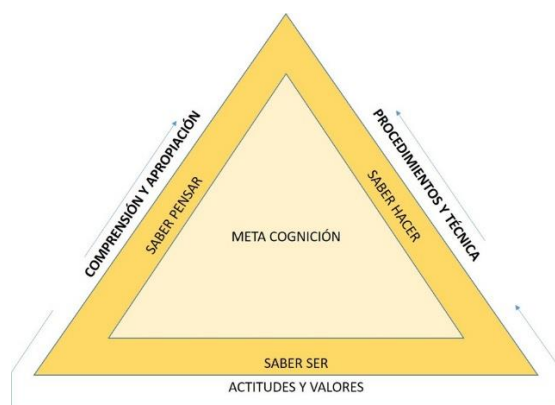 COMPRENSIÓN Y APROPIACIÓN
SABER PENSAR
META COGNICIÓN
SABER HACER
PROCEDIMIENTOS Y TÉCNICA
SABER SER
ACTITUDES Y VALORES